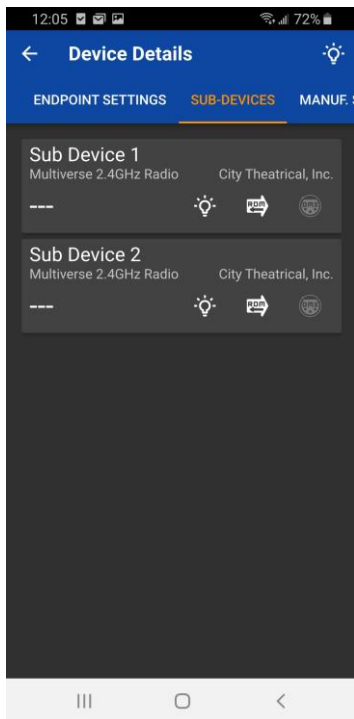 12:05 72%
Device Details
ENDPOINT SETTINGS SUB-DEVICES MANUF.
Sub Device 1
Multiverse 2.4GHz Radio City Theatrical, Inc.
--- RDM
Sub Device 2
Multiverse 2.4GHz Radio City Theatrical, Inc.
--- RDM